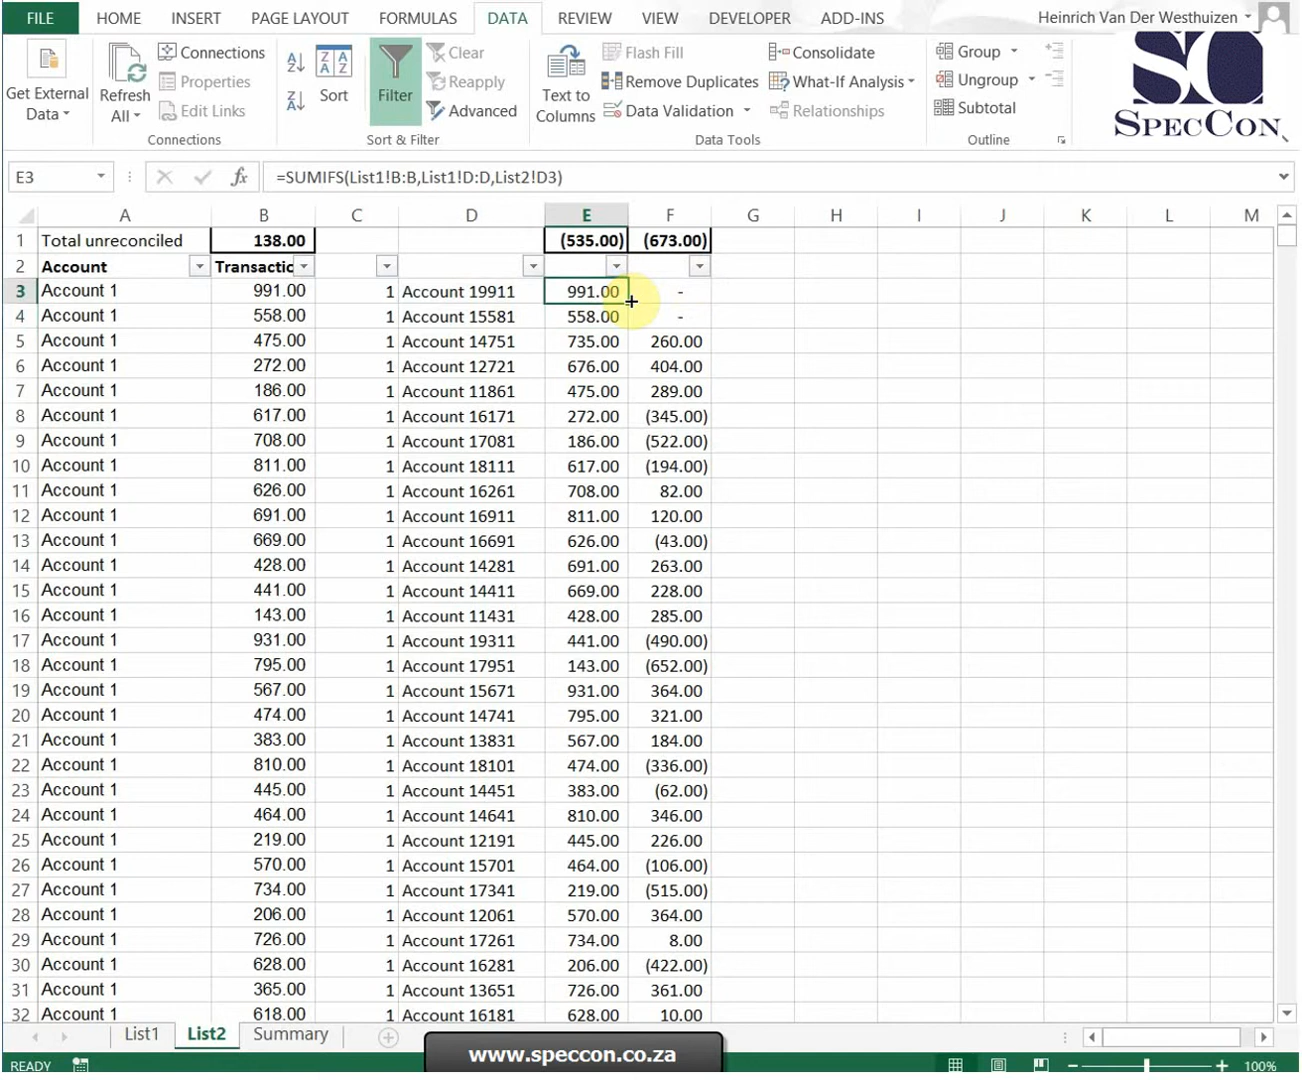 FILE HOME INSERT PAGE LAYOUT FORMULAS DATA REVIEW VIEW DEVELOPER ADD-INS Heinrich Van Der Westhuizen
Get External Data
Refresh All
Connections
Properties
Edit Links
Connections
Sort
Filter
Clear
Reapply
Advanced
Sort & Filter
Text to Columns
Flash Fill
Remove Duplicates
Data Validation
Consolidate
What-If Analysis
Relationships
Data Tools
Group
Ungroup
Subtotal
Outline
SC
SPECCON
E3 fx =SUMIFS(List1!B:B,List1!D:D,List2!D3)
A B C D E F G H I J K L M
1 Total unreconciled 138.00 (535.00) (673.00)
2 Account Transactic
3 Account 1 991.00 1 Account 19911 991.00 -
4 Account 1 558.00 1 Account 15581 558.00 -
5 Account 1 475.00 1 Account 14751 735.00 260.00
6 Account 1 272.00 1 Account 12721 676.00 404.00
7 Account 1 186.00 1 Account 11861 475.00 289.00
8 Account 1 617.00 1 Account 16171 272.00 (345.00)
9 Account 1 708.00 1 Account 17081 186.00 (522.00)
10 Account 1 811.00 1 Account 18111 617.00 (194.00)
11 Account 1 626.00 1 Account 16261 708.00 82.00
12 Account 1 691.00 1 Account 16911 811.00 120.00
13 Account 1 669.00 1 Account 16691 626.00 (43.00)
14 Account 1 428.00 1 Account 14281 691.00 263.00
15 Account 1 441.00 1 Account 14411 669.00 228.00
16 Account 1 143.00 1 Account 11431 428.00 285.00
17 Account 1 931.00 1 Account 19311 441.00 (490.00)
18 Account 1 795.00 1 Account 17951 143.00 (652.00)
19 Account 1 567.00 1 Account 15671 931.00 364.00
20 Account 1 474.00 1 Account 14741 795.00 321.00
21 Account 1 383.00 1 Account 13831 567.00 184.00
22 Account 1 810.00 1 Account 18101 474.00 (336.00)
23 Account 1 445.00 1 Account 14451 383.00 (62.00)
24 Account 1 464.00 1 Account 14641 810.00 346.00
25 Account 1 219.00 1 Account 12191 445.00 226.00
26 Account 1 570.00 1 Account 15701 464.00 (106.00)
27 Account 1 734.00 1 Account 17341 219.00 (515.00)
28 Account 1 206.00 1 Account 12061 570.00 364.00
29 Account 1 726.00 1 Account 17261 734.00 8.00
30 Account 1 628.00 1 Account 16281 206.00 (422.00)
31 Account 1 365.00 1 Account 13651 726.00 361.00
32 Account 1 618.00 1 Account 16181 628.00 10.00
List1 List2 Summary
www.speccon.co.za
READY 100%